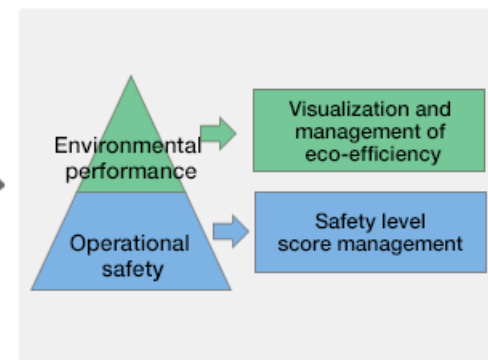 Environmental
performance
Visualization and
management of
eco-efficiency
Operational
safety
Safety level
score management